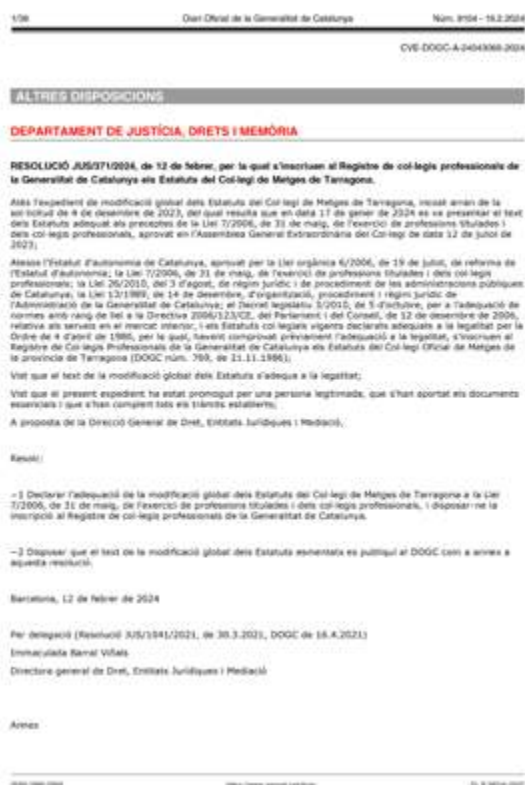 1/36 Diari Oficial de la Generalitat de Catalunya Núm. 9104 - 19.2.2024
CVE-DOGC-A-24043068-2024
ALTRES DISPOSICIONS
DEPARTAMENT DE JUSTÍCIA, DRETS I MEMÒRIA
RESOLUCIÓ JUS/371/2024, de 12 de febrer, per la qual s'inscriuen al Registre de col·legis professionals de
la Generalitat de Catalunya els Estatuts del Col·legi de Metges de Tarragona.
Atès l'expedient de modificació global dels Estatuts del Col·legi de Metges de Tarragona, incoat arran de la
sol·licitud de 4 de desembre de 2023, del qual resulta que en data 17 de gener de 2024 es va presentar el text
dels Estatuts adequat als preceptes de la Llei 7/2006, de 31 de maig, de l'exercici de professions titulades i
dels col·legis professionals, aprovat en l'Assemblea General Extraordinària del Col·legi de data 12 de juliol de
2023;
Atesos l'Estatut d'autonomia de Catalunya, aprovat per la Llei orgànica 6/2006, de 19 de juliol, de reforma de
l'Estatut d'autonomia; la Llei 7/2006, de 31 de maig, de l'exercici de professions titulades i dels col·legis
professionals; la Llei 26/2010, del 3 d'agost, de règim jurídic i de procediment de les administracions públiques
de Catalunya, la Llei 13/1989, de 14 de desembre, d'organització, procediment i règim jurídic de
l'Administració de la Generalitat de Catalunya; el Decret legislatiu 3/2010, de 5 d'octubre, per a l'adequació de
normes amb rang de llei a la Directiva 2006/123/CE, del Parlament i del Consell, de 12 de desembre de 2006,
relativa als serveis en el mercat interior, i els Estatuts col·legials vigents declarats adequats a la legalitat per la
Ordre de 4 d'abril de 1986, per la qual, havent comprovat prèviament l'adequació a la legalitat, s'inscriuen al
Registre de Col·legis Professionals de la Generalitat de Catalunya els Estatuts del Col·legi Oficial de Metges de
la província de Tarragona (DOGC núm. 769, de 21.11.1986);
Vist que el text de la modificació global dels Estatuts s'adequa a la legalitat;
Vist que el present expedient ha estat promogut per una persona legitimada, que s'han aportat els documents
essencials i que s'han complert tots els tràmits establerts;
A proposta de la Direcció General de Dret, Entitats Jurídiques i Mediació,
Resolc:
—1 Declarar l'adequació de la modificació global dels Estatuts del Col·legi de Metges de Tarragona a la Llei
7/2006, de 31 de maig, de l'exercici de professions titulades i dels col·legis professionals, i disposar-ne la
inscripció al Registre de col·legis professionals de la Generalitat de Catalunya.
—2 Disposar que el text de la modificació global dels Estatuts esmentats es publiqui al DOGC com a annex a
aquesta resolució.
Barcelona, 12 de febrer de 2024
Per delegació (Resolució JUS/1041/2021, de 30.3.2021, DOGC de 16.4.2021)
Immaculada Barral Viñals
Directora general de Dret, Entitats Jurídiques i Mediació
Annex